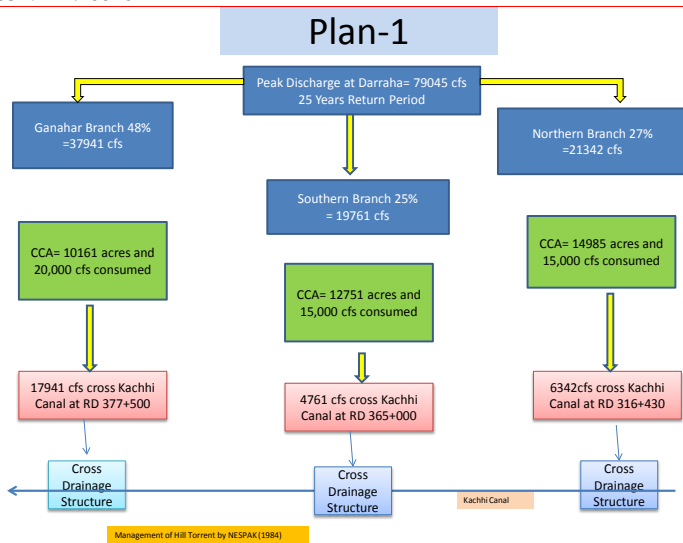 Plan-1
Peak Discharge at Darraha= 79045 cfs
25 Years Return Period
Ganahar Branch 48%
=37941 cfs
Northern Branch 27%
=21342 cfs
Southern Branch 25%
= 19761 cfs
CCA= 10161 acres and
20,000 cfs consumed
CCA= 12751 acres and
15,000 cfs consumed
CCA= 14985 acres and
15,000 cfs consumed
17941 cfs cross Kachhi
Canal at RD 377+500
4761 cfs cross Kachhi
Canal at RD 365+000
6342cfs cross Kachhi
Canal at RD 316+430
Cross
Drainage
Structure
Cross
Drainage
Structure
Cross
Drainage
Structure
Kachhi Canal
Management of Hill Torrent by NESPAK (1984)